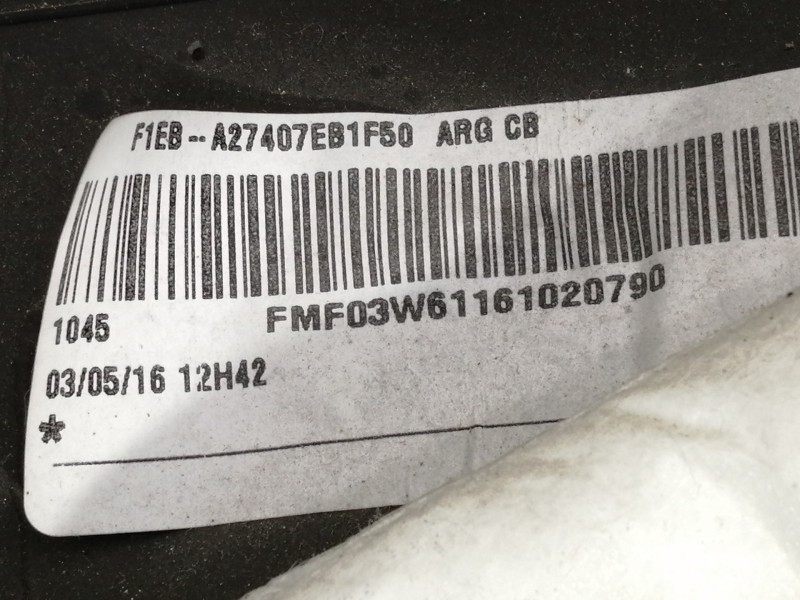 F1EB--A27407EB1F50 ARG CB
FMF03W61161020790
1045
03/05/16 12H42
*